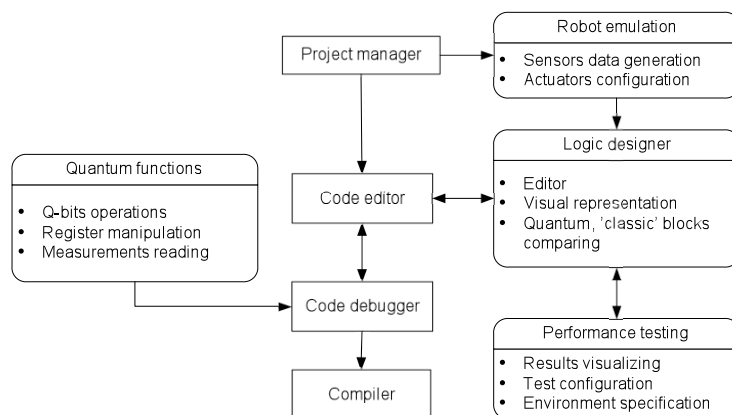 Robot emulation
Project manager
• Sensors data generation
• Actuators configuration
Logic designer
Quantum functions
• Editor
Code editor
• Visual representation
• Q-bits operations
• Quantum, 'classic' blocks
• Register manipulation
comparing
• Measurements reading
Code debugger
Performance testing
• Results visualizing
• Test configuration
Compiler
• Environment specification